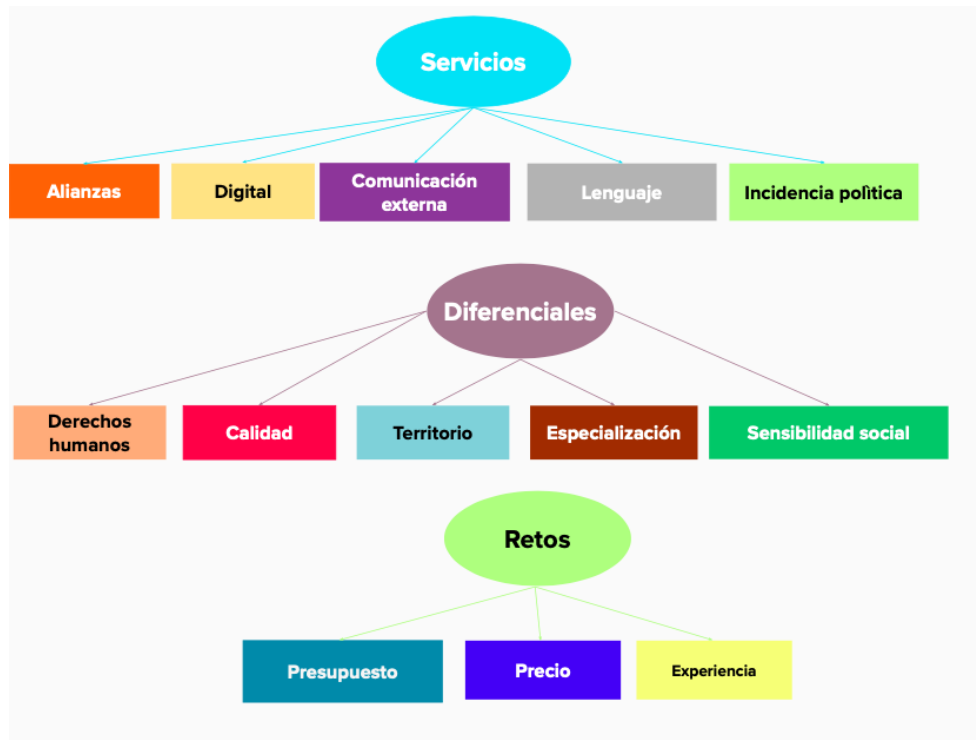 Servicios
Alianzas
Digital
Comunicación
externa
Lenguaje
Incidencia polìtica
Diferenciales
Derechos
humanos
Calidad
Territorio
Especialización
Sensibilidad social
Retos
Presupuesto
Precio
Experiencia